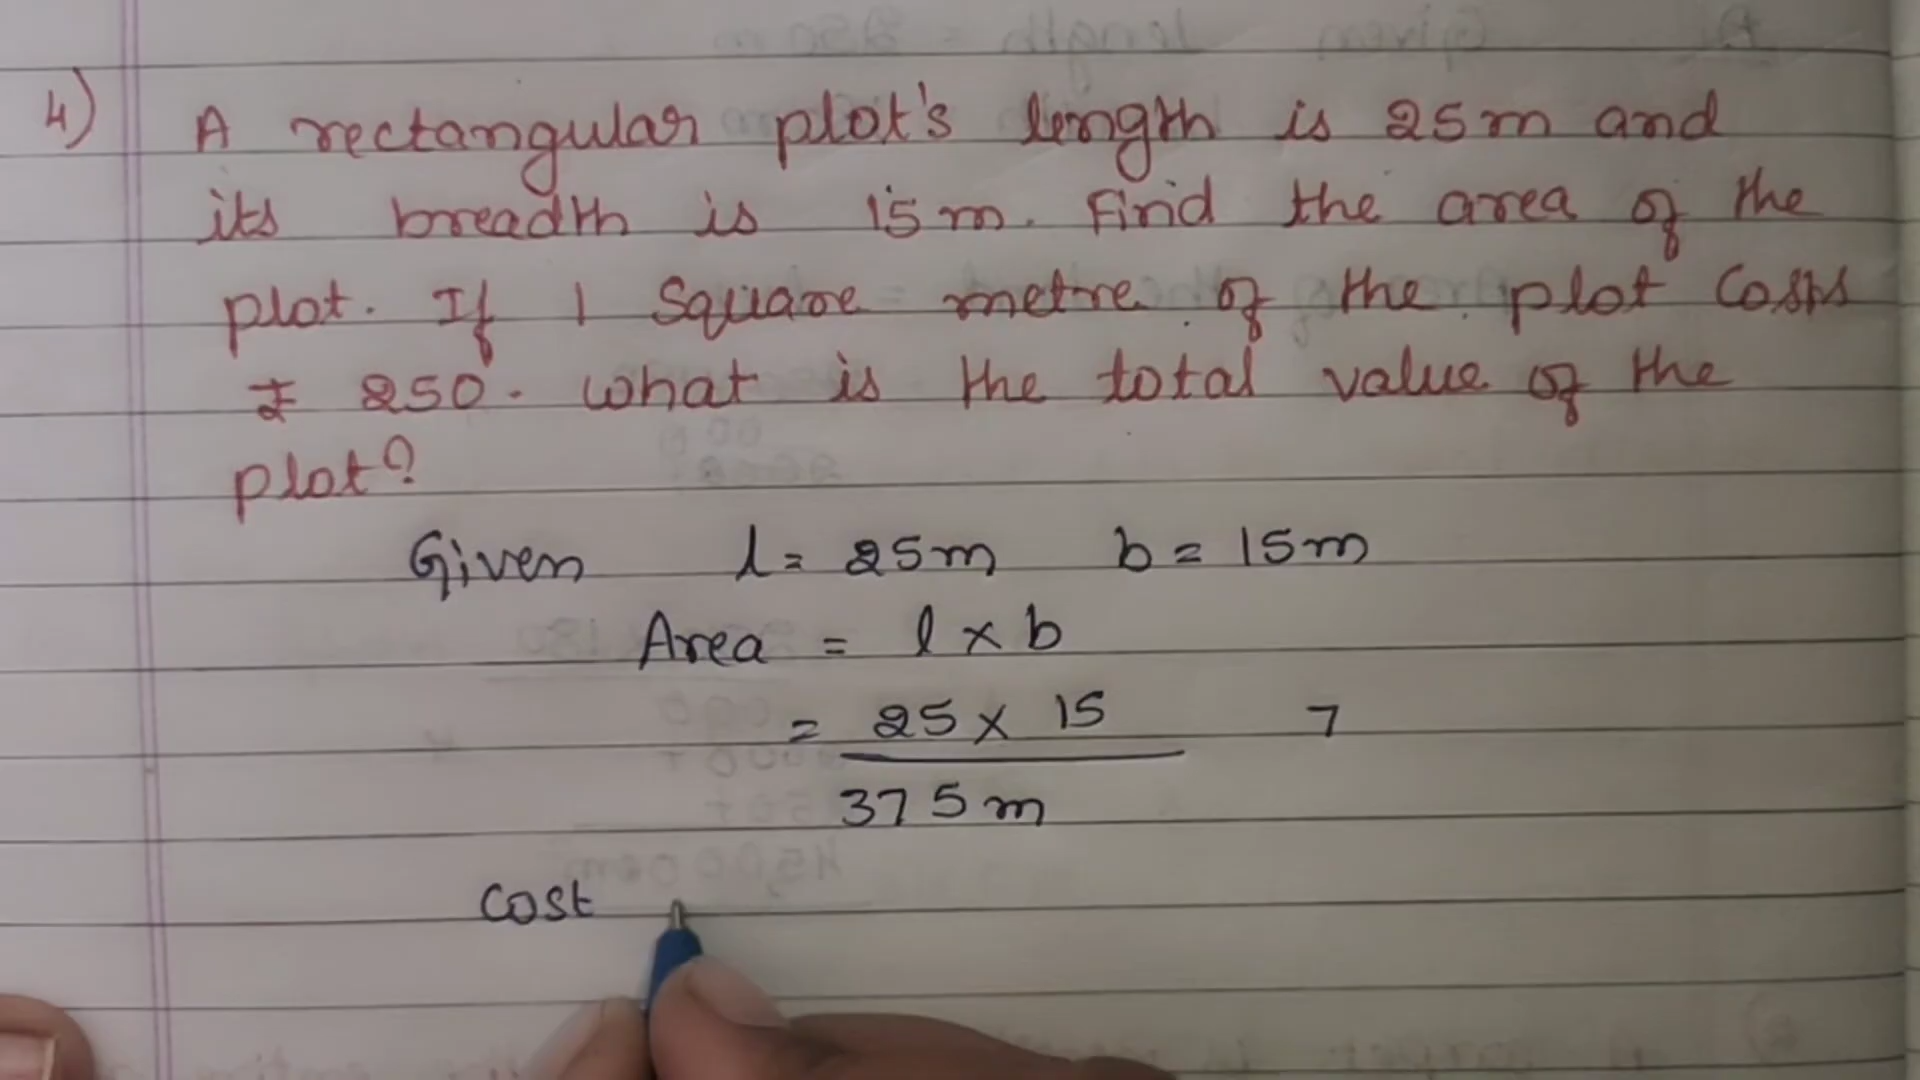 4) A rectangular plot's length is 25m and
its breadth is 15m. Find the area of the
plot. If 1 Square metre of the plot Costs
₹ 250. what is the total value of the
plot?
Given l = 25m b = 15m
Area = l × b
= 25 × 15 7
375m
Cost